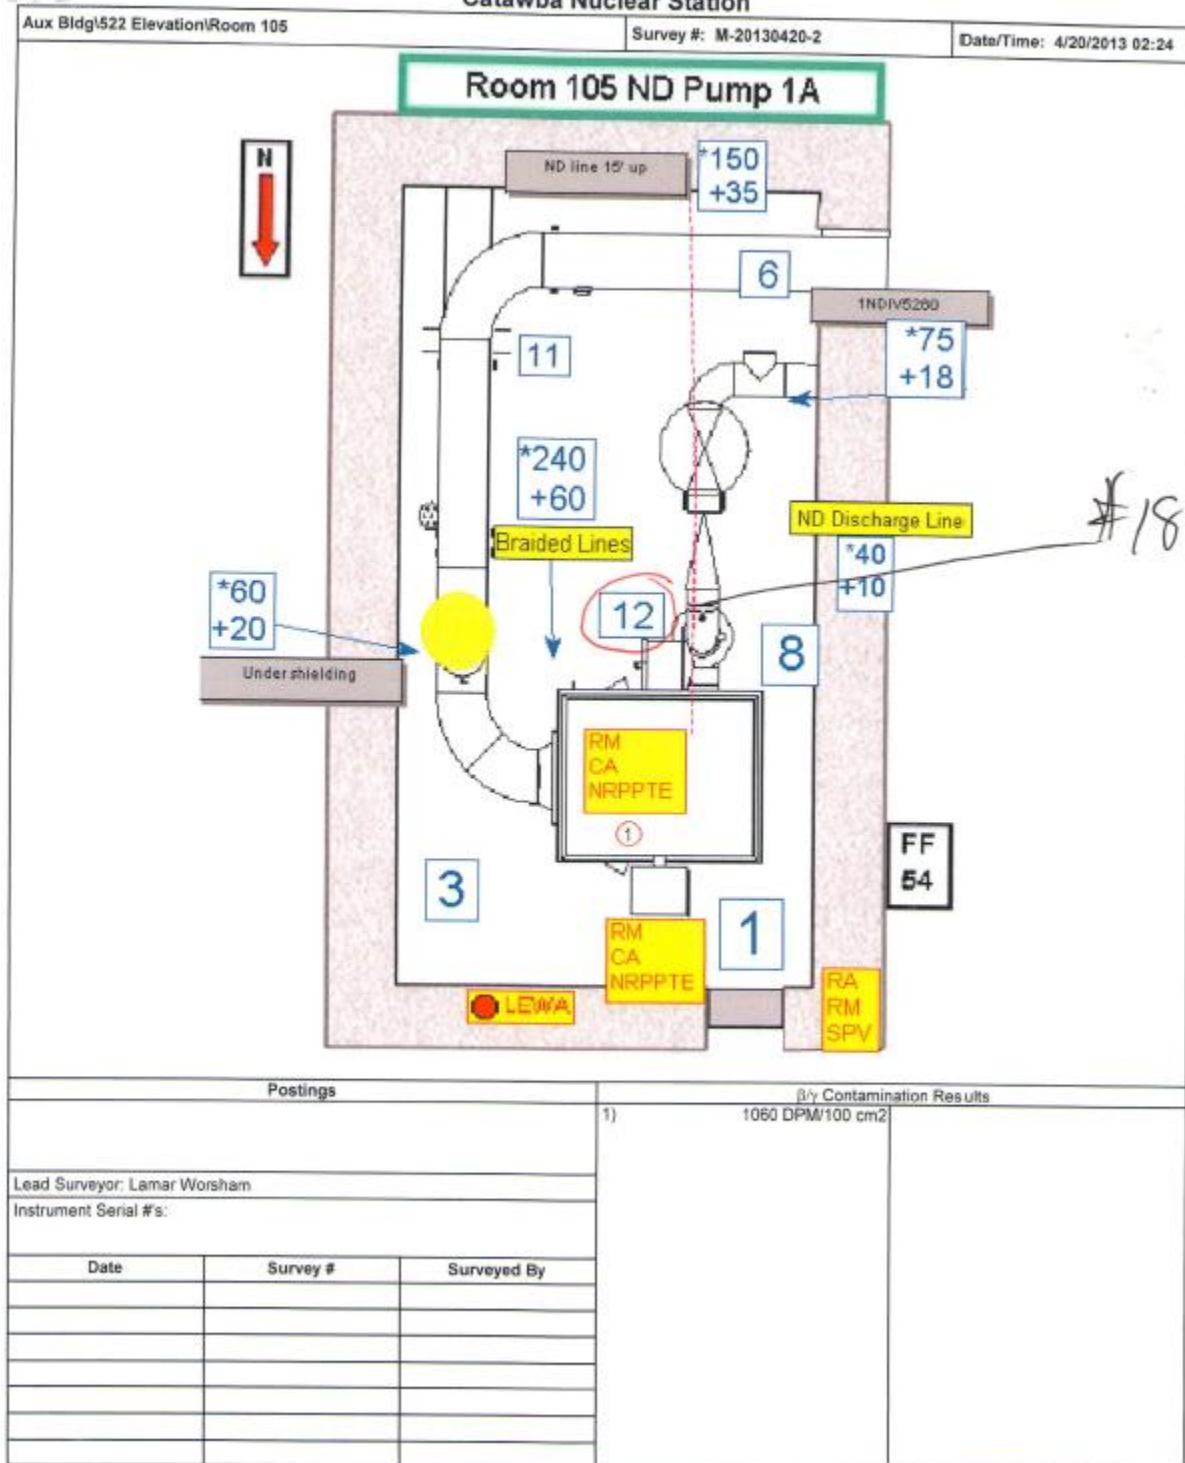 Catawba Nuclear Station
Aux Bldg\522 Elevation\Room 105
Survey #: M-20130420-2
Date/Time: 4/20/2013 02:24
Room 105 ND Pump 1A
N
ND line 15' up
*150
+35
6
1NDIV5260
*75
+18
11
*240
+60
Braided Lines
ND Discharge Line
#18
*40
+10
*60
+20
12
8
Under shielding
RM
CA
NRPPTE
1
FF
54
3
1
RM
CA
NRPPTE
LEWA
RA
RM
SPV
Postings
β/γ Contamination Results
1) 1060 DPM/100 cm2
Lead Surveyor: Lamar Worsham
Instrument Serial #'s:
Date Survey # Surveyed By